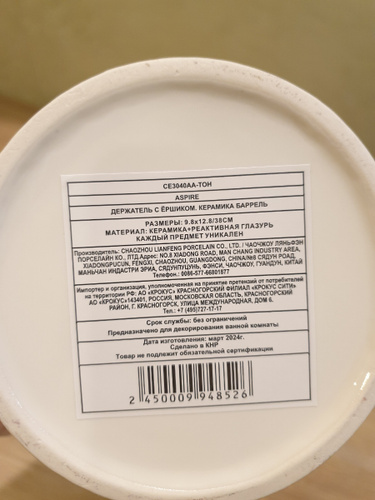 CE3040AA-TOH
ASPIRE
ДЕРЖАТЕЛЬ С ЁРШИКОМ. КЕРАМИКА БАРРЕЛЬ
РАЗМЕРЫ: 9.8x12.8/38CM
МАТЕРИАЛ: КЕРАМИКА+РЕАКТИВНАЯ ГЛАЗУРЬ
КАЖДЫЙ ПРЕДМЕТ УНИКАЛЕН
Производитель: CHAOZHOU LIANFENG PORCELAIN CO., LTD. / ЧАОЧЖОУ ЛЯНЬФЭН
ПОРСЕЛАЙН КО., ЛТД.Адрес: NO.8 XIADONG ROAD, MAN CHANG INDUSTRY AREA,
XIADONGPUCUN, FENGXI, CHAOZHOU, GUANGDONG, CHINA/№8 СЯДУН РОАД,
МАНЬЧАН ИНДАСТРИ ЭРИА, СЯДУНПУЦУНЬ, ФЭНСИ, ЧАОЧЖОУ, ГУАНДУН, КИТАЙ
Телефон.: 0086-577-66801877
Импортер и организация, уполномоченная на принятие претензий от потребителей
на территории РФ: АО «КРОКУС» КРАСНОГОРСКИЙ ФИЛИАЛ «КРОКУС СИТИ»
АО «КРОКУС»143401, РОССИЯ, МОСКОВСКАЯ ОБЛАСТЬ, КРАСНОГОРСКИЙ
РАЙОН, Г. КРАСНОГОРСК, УЛИЦА МЕЖДУНАРОДНАЯ, ДОМ 6.
Тел.: +7 (495)727-17-17
Срок службы: без ограничений
Предназначено для декорирования ванной комнаты
Дата изготовления: март 2024г.
Сделано в КНР
Товар не подлежит обязательной сертификации
2 450009 948526